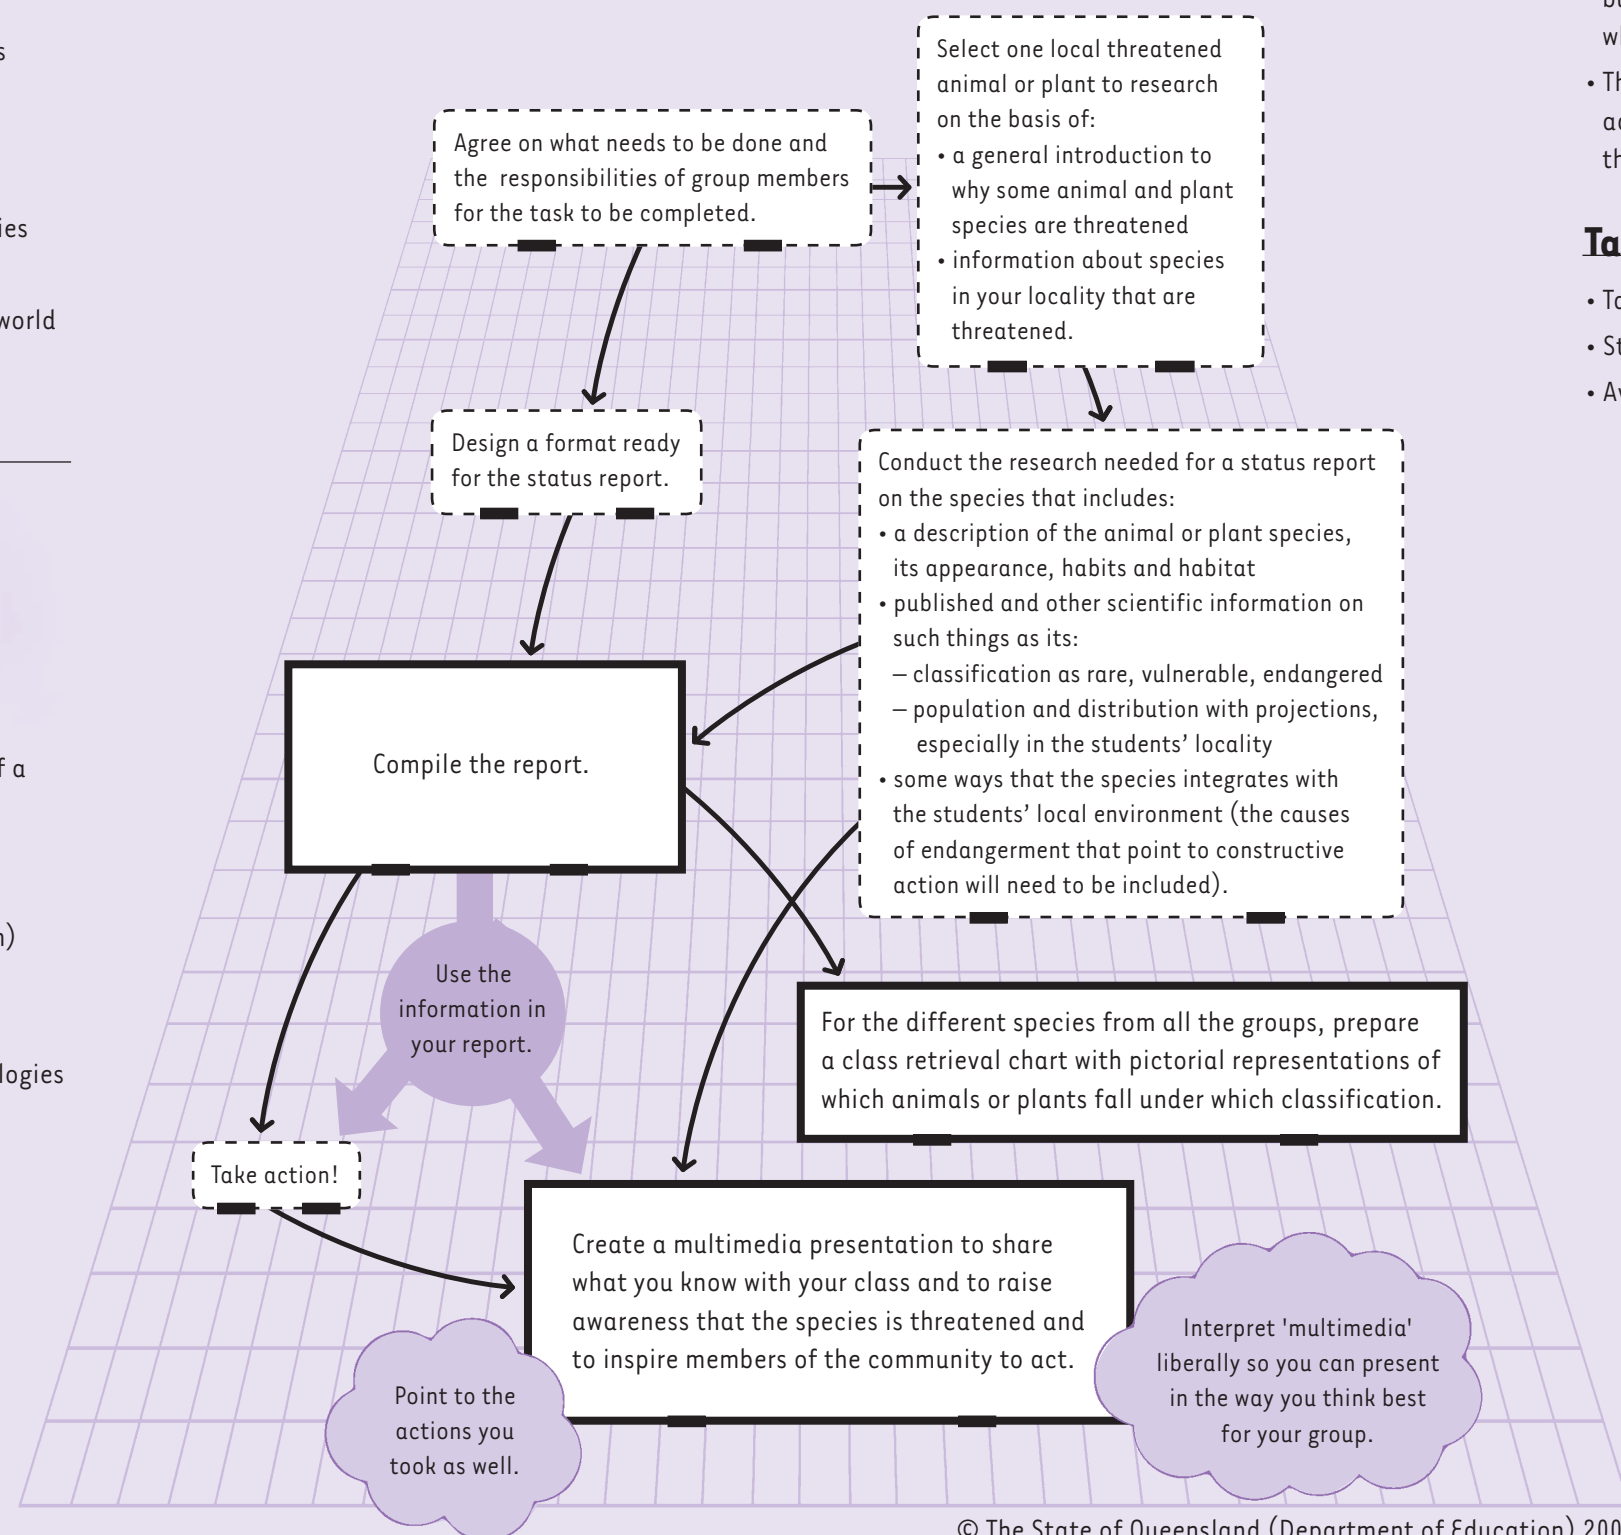 Select one local threatened
animal or plant to research
on the basis of:
• a general introduction to
why some animal and plant
species are threatened
• information about species
in your locality that are
threatened.
Agree on what needs to be done and
the responsibilities of group members
for the task to be completed.
Design a format ready
for the status report.
Conduct the research needed for a status report
on the species that includes:
• a description of the animal or plant species,
its appearance, habits and habitat
• published and other scientific information on
such things as its:
– classification as rare, vulnerable, endangered
– population and distribution with projections,
especially in the students’ locality
• some ways that the species integrates with
the students’ local environment (the causes
of endangerment that point to constructive
action will need to be included).
Compile the report.
Use the
information in
your report.
For the different species from all the groups, prepare
a class retrieval chart with pictorial representations of
which animals or plants fall under which classification.
Take action!
Create a multimedia presentation to share
what you know with your class and to raise
awareness that the species is threatened and
to inspire members of the community to act.
Point to the
actions you
took as well.
Interpret 'multimedia'
liberally so you can present
in the way you think best
for your group.
world
f a
© The State of Queensland (Department of Education) 200